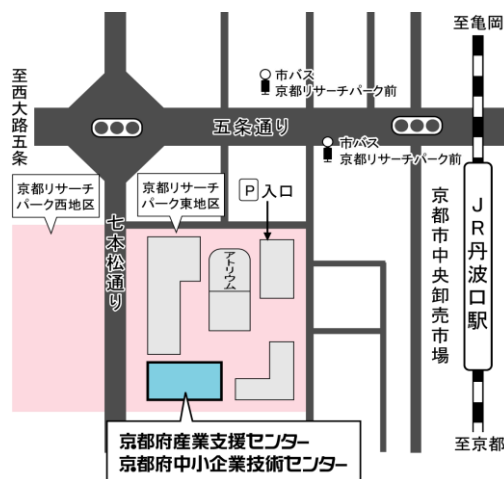 至亀岡
市バス
京都リサーチパーク前
至西大路五条
五条通り
市バス
京都リサーチパーク前
京都リサーチ
パーク西地区
京都リサーチ
パーク東地区
P 入口
七本松通り
アトリウム
京都市中央卸売市場
JR丹波口駅
京都府産業支援センター
京都府中小企業技術センター
至京都